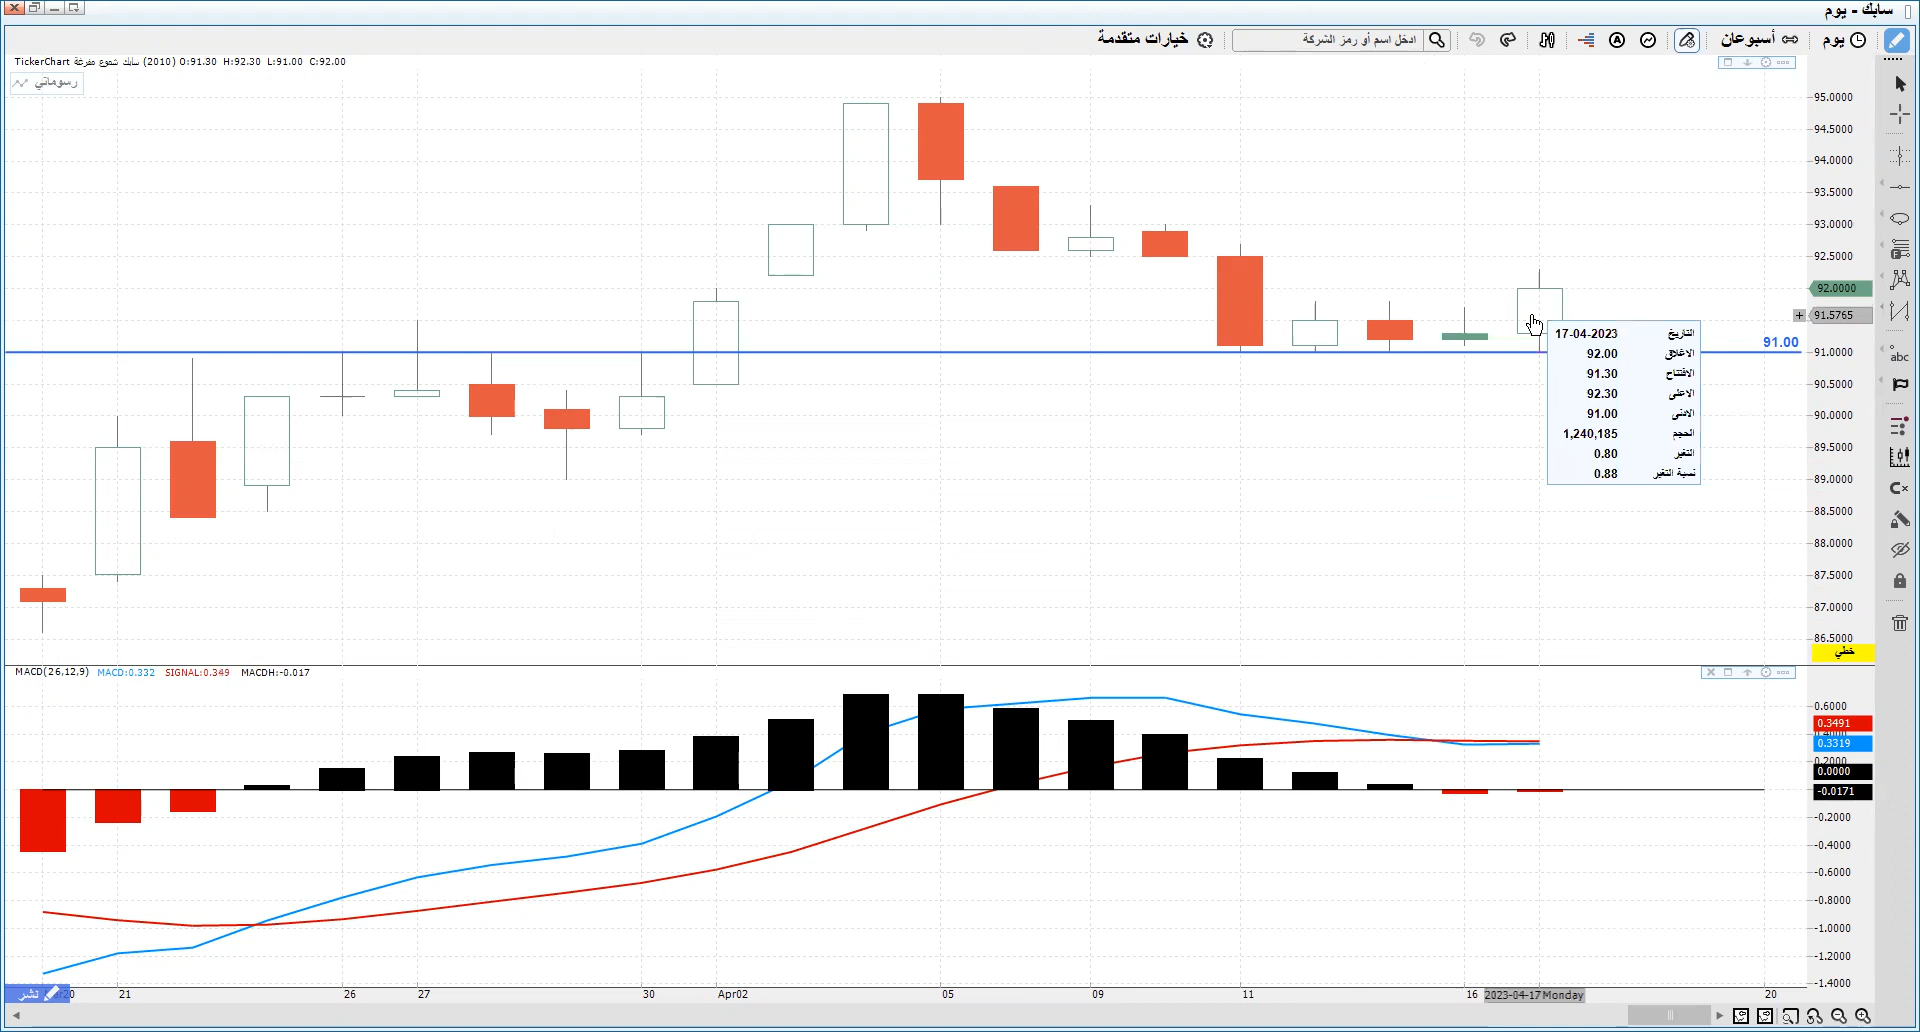 سابك - يوم
يوم
أسبوعان
ادخل اسم أو رمز الشركة
خيارات متقدمة
TickerChart سابك شموع مفرغة (2010) O:91.30 H:92.30 L:91.00 C:92.00
رسوماتي
95.0000
94.5000
94.0000
93.5000
93.0000
92.5000
92.0000
91.5765
91.00
91.0000
90.5000
90.0000
89.5000
89.0000
88.5000
88.0000
87.5000
87.0000
86.5000
خطي
التاريخ 17-04-2023
الاغلاق 92.00
الافتتاح 91.30
الاعلى 92.30
الادنى 91.00
الحجم 1,240,185
التغير 0.80
نسبة التغير 0.88
abc
MACD(26,12,9) MACD:0.332 SIGNAL:0.349 MACDH:-0.017
0.6000
0.3491
0.4000
0.3319
0.2000
0.0000
-0.0171
-0.2000
-0.4000
-0.6000
-0.8000
-1.0000
-1.2000
-1.4000
نشر
20 21 26 27 30 Apr02 05 09 11 16 2023-04-17 Monday 20